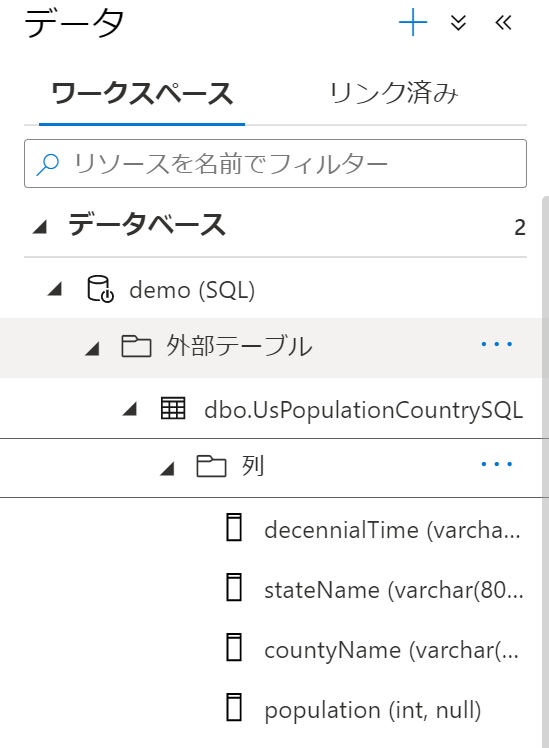 データ
ワークスペース リンク済み
リソースを名前でフィルター
データベース 2
demo (SQL)
外部テーブル
dbo.UsPopulationCountrySQL
列
decennialTime (varcha...
stateName (varchar(80...
countyName (varchar(...
population (int, null)